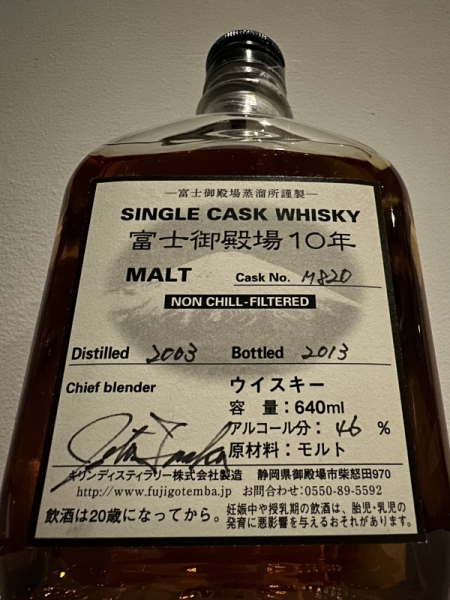 ―富士御殿場蒸溜所謹製―
SINGLE CASK WHISKY
富士御殿場10年
MALT Cask No. M820
NON CHILL-FILTERED
Distilled 2003 Bottled 2013
Chief blender ウイスキー
容 量:640ml
アルコール分: 46 %
原材料:モルト
キリンディスティラリー株式会社製造 静岡県御殿場市柴怒田970
http://www.fujigotemba.jp お問合わせ:0550-89-5592
飲酒は20歳になってから。
妊娠中や授乳期の飲酒は、胎児・乳児の
発育に悪影響を与えるおそれがあります。